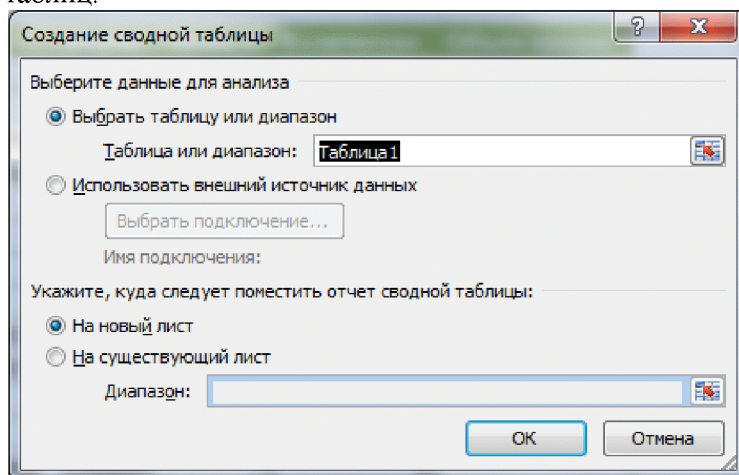 таблиц.
Создание сводной таблицы
Выберите данные для анализа
Выбрать таблицу или диапазон
Таблица или диапазон: Таблица1
Использовать внешний источник данных
Выбрать подключение...
Имя подключения:
Укажите, куда следует поместить отчет сводной таблицы:
На новый лист
На существующий лист
Диапазон:
ОК Отмена